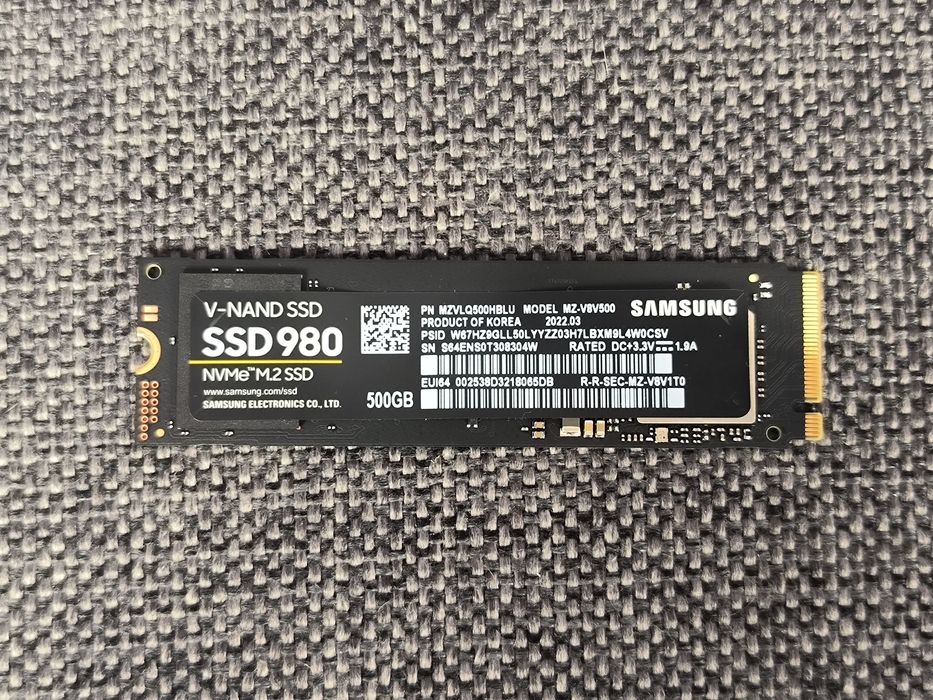 V-NAND SSD
SSD 980
NVMe™ M.2 SSD
www.samsung.com/ssd
SAMSUNG ELECTRONICS CO., LTD.
500GB
PN MZVLQ500HBLU MODEL MZ-V8V500
PRODUCT OF KOREA 2022.03
PSID W67HZ9GLL50LYYZZ03H7LBXM9L4W0CSV
SN S64ENS0T308304W RATED DC+3.3V⎓1.9A
EUI64 002538D3218065DB R-R-SEC-MZ-V8V1T0
SAMSUNG